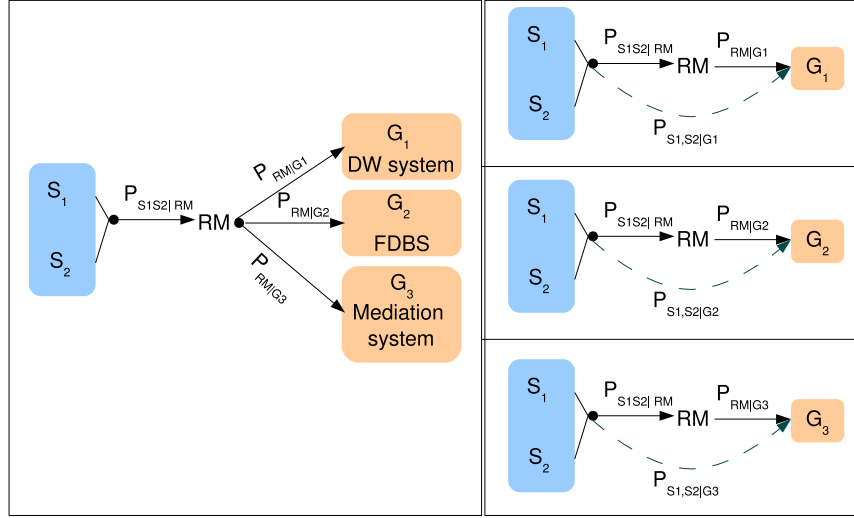 S1
S2
PS1S2| RM
RM
PRM|G1
PRM|G2
PRM|G3
G1
DW system
G2
FDBS
G3
Mediation
system
S1
S2
PS1S2| RM
RM
PRM|G1
G1
PS1,S2|G1
S1
S2
PS1S2| RM
RM
PRM|G2
G2
PS1,S2|G2
S1
S2
PS1S2| RM
RM
PRM|G3
G3
PS1,S2|G3